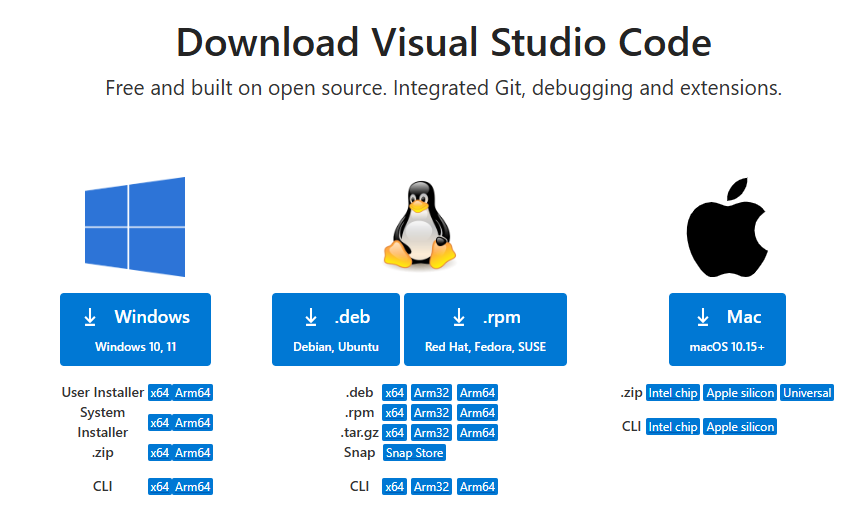 Download Visual Studio Code
Free and built on open source. Integrated Git, debugging and extensions.
Windows
Windows 10, 11
User Installer x64 Arm64
System
Installer x64 Arm64
.zip x64 Arm64
CLI x64 Arm64
.deb
Debian, Ubuntu
.rpm
Red Hat, Fedora, SUSE
.deb x64 Arm32 Arm64
.rpm x64 Arm32 Arm64
.tar.gz x64 Arm32 Arm64
Snap Snap Store
CLI x64 Arm32 Arm64
Mac
macOS 10.15+
.zip Intel chip Apple silicon Universal
CLI Intel chip Apple silicon